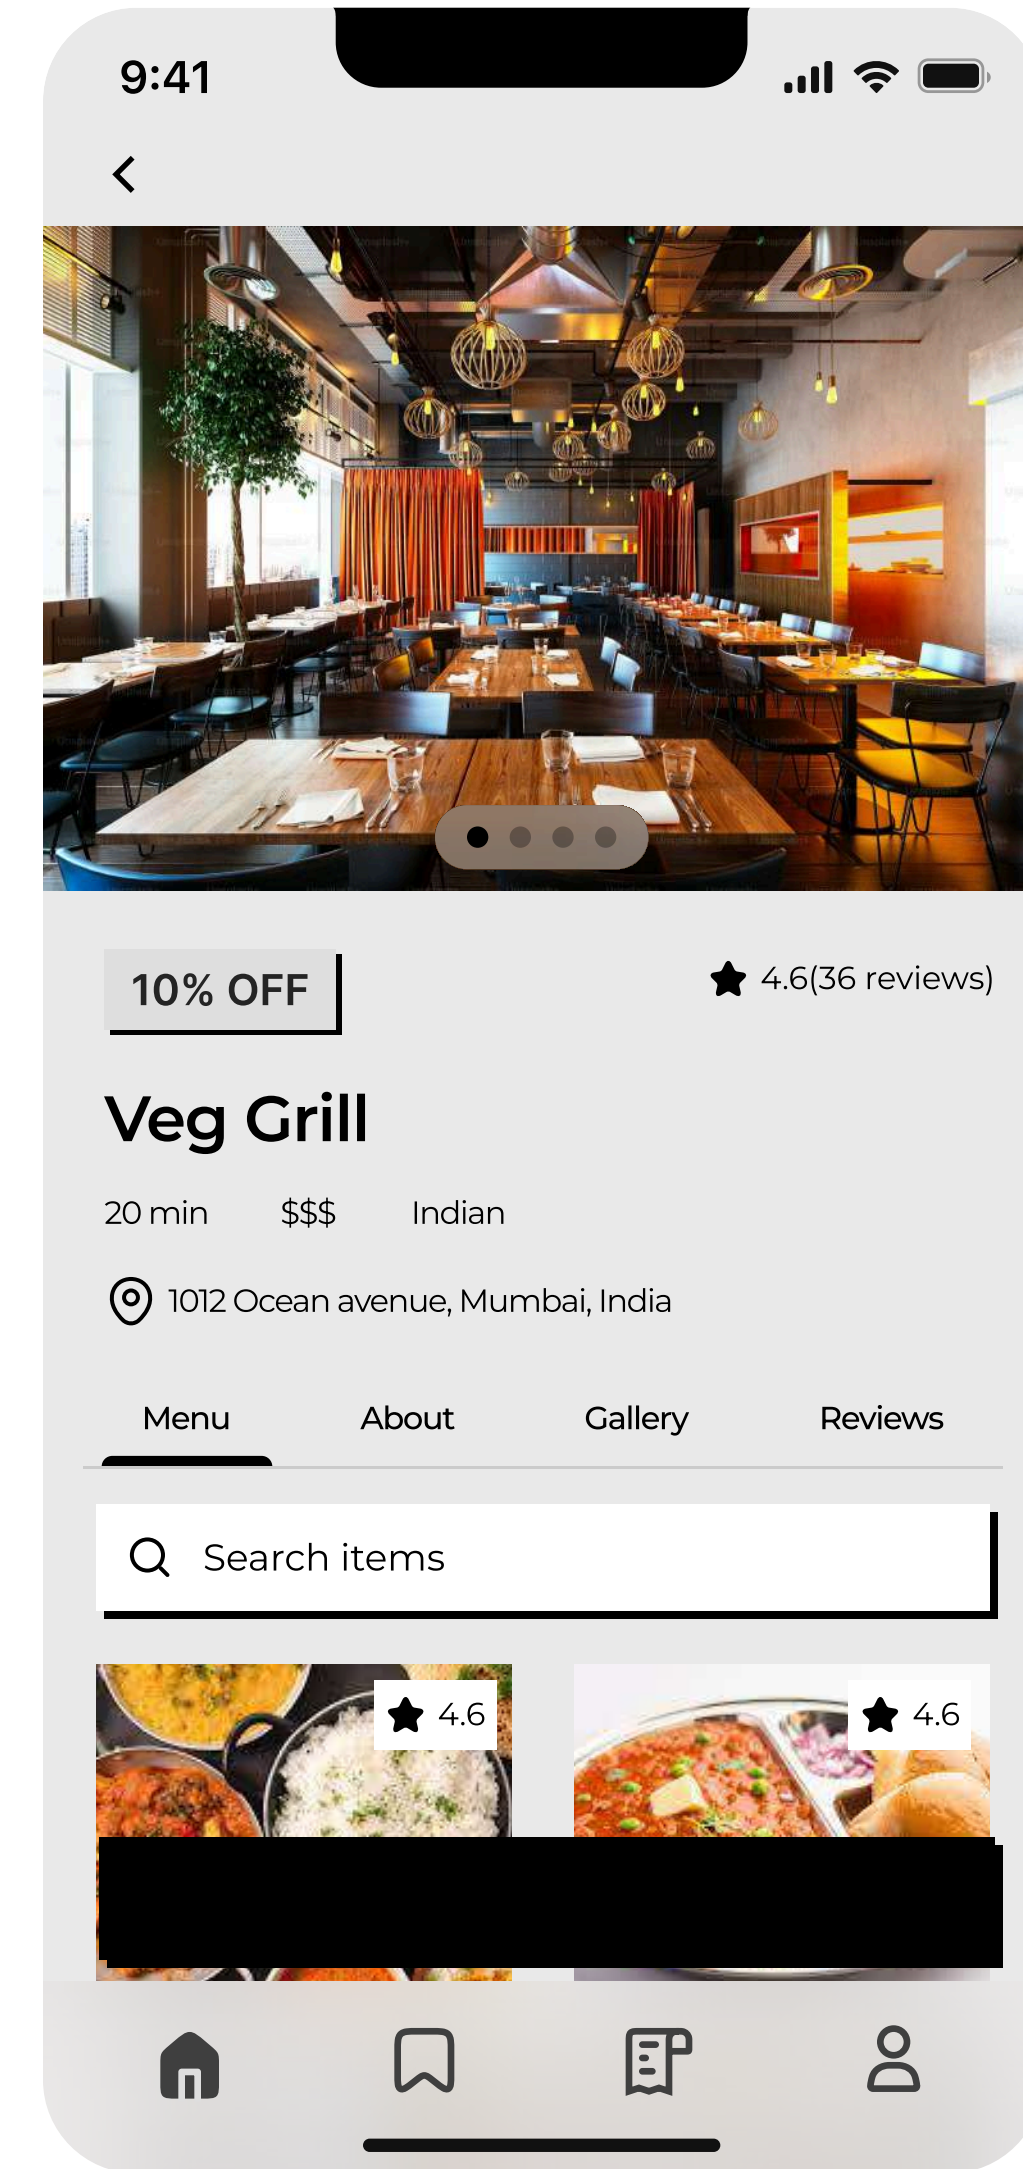 9:41
10% OFF
4.6(36 reviews)
Veg Grill
20 min $$$ Indian
1012 Ocean avenue, Mumbai, India
Menu About Gallery Reviews
Search items
4.6 4.6